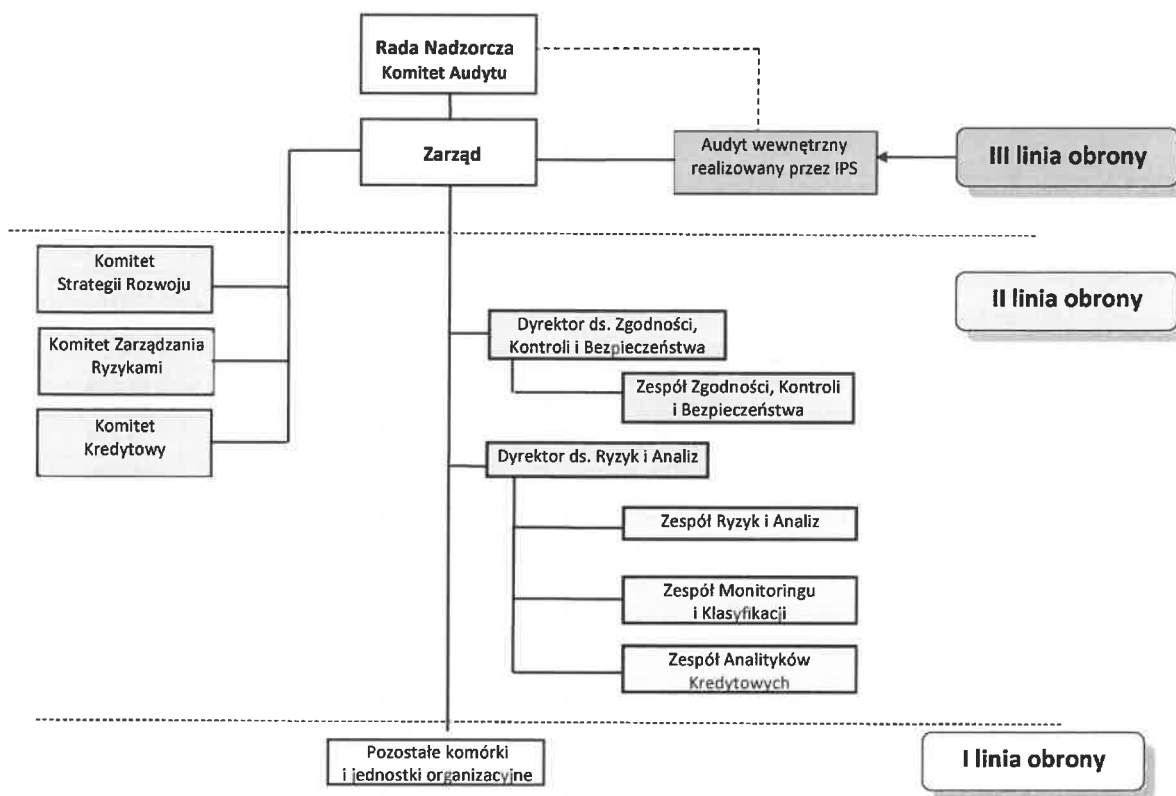 Rada Nadzorcza
Komitet Audytu
Zarząd
Audyt wewnętrzny
realizowany przez IPS
III linia obrony
Komitet
Strategii Rozwoju
Komitet Zarządzania
Ryzykami
Komitet
Kredytowy
II linia obrony
Dyrektor ds. Zgodności,
Kontroli i Bezpieczeństwa
Zespół Zgodności, Kontroli
i Bezpieczeństwa
Dyrektor ds. Ryzyk i Analiz
Zespół Ryzyk i Analiz
Zespół Monitoringu
i Klasyfikacji
Zespół Analityków
Kredytowych
Pozostałe komórki
i jednostki organizacyjne
I linia obrony